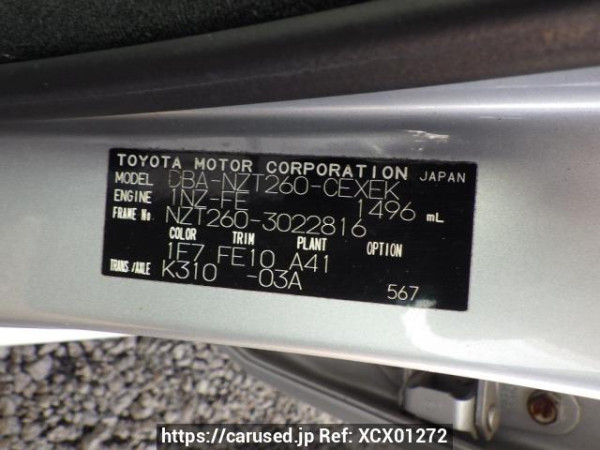 TOYOTA MOTOR CORPORATION JAPAN
MODEL DBA-NZT260-CEXEK
ENGINE 1NZ-FE 1496 mL
FRAME No. NZT260-3022816
COLOR TRIM PLANT OPTION
1F7 FE10 A41
TRANS/AXLE K310 -03A
567
https://carused.jp Ref: XCX01272